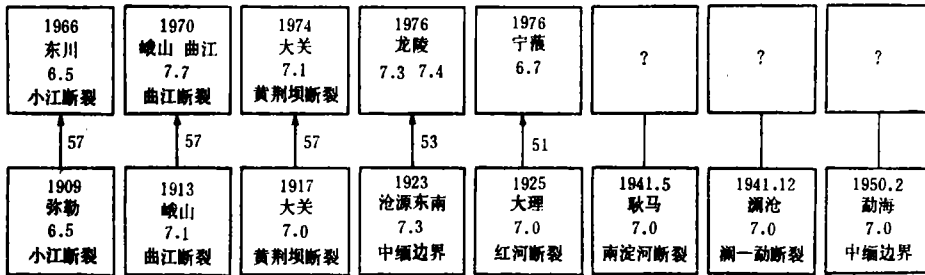 1966
东川
6.5
小江断裂
1970
峨山 曲江
7.7
曲江断裂
1974
大关
7.1
黄荆坝断裂
1976
龙陵
7.3 7.4
1976
宁蒗
6.7
?
?
?
57
57
57
53
51
1909
弥勒
6.5
小江断裂
1913
峨山
7.1
曲江断裂
1917
大关
7.0
黄荆坝断裂
1923
沧源东南
7.3
中缅边界
1925
大理
7.0
红河断裂
1941.5
耿马
7.0
南淀河断裂
1941.12
澜沧
7.0
澜一勐断裂
1950.2
勐海
7.0
中缅边界